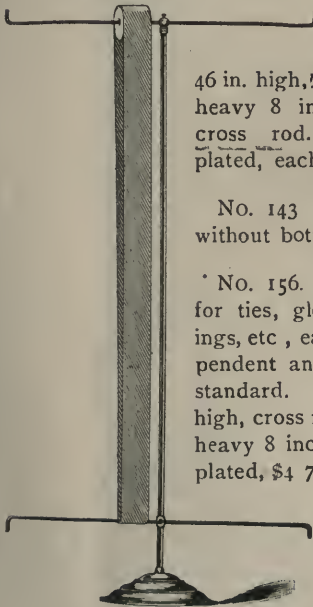 46 in. high,
heavy 8 in
cross rod.
plated, each
No. 143
without bot
No. 156.
for ties, gl
ings, etc , ea
pendent an
standard.
high, cross
heavy 8 inc
plated, $4 7